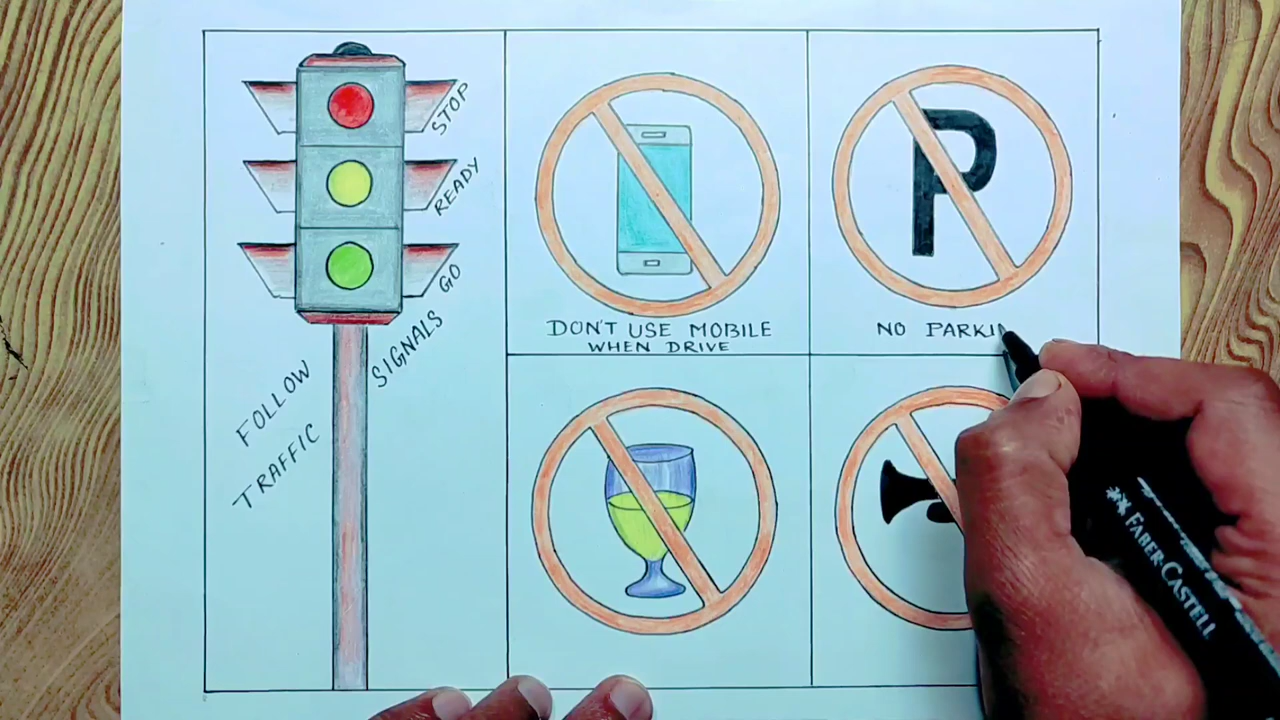 STOP
READY
GO
FOLLOW
TRAFFIC
SIGNALS
DON'T USE MOBILE
WHEN DRIVE
P
NO PARKI
FABER-CASTELL